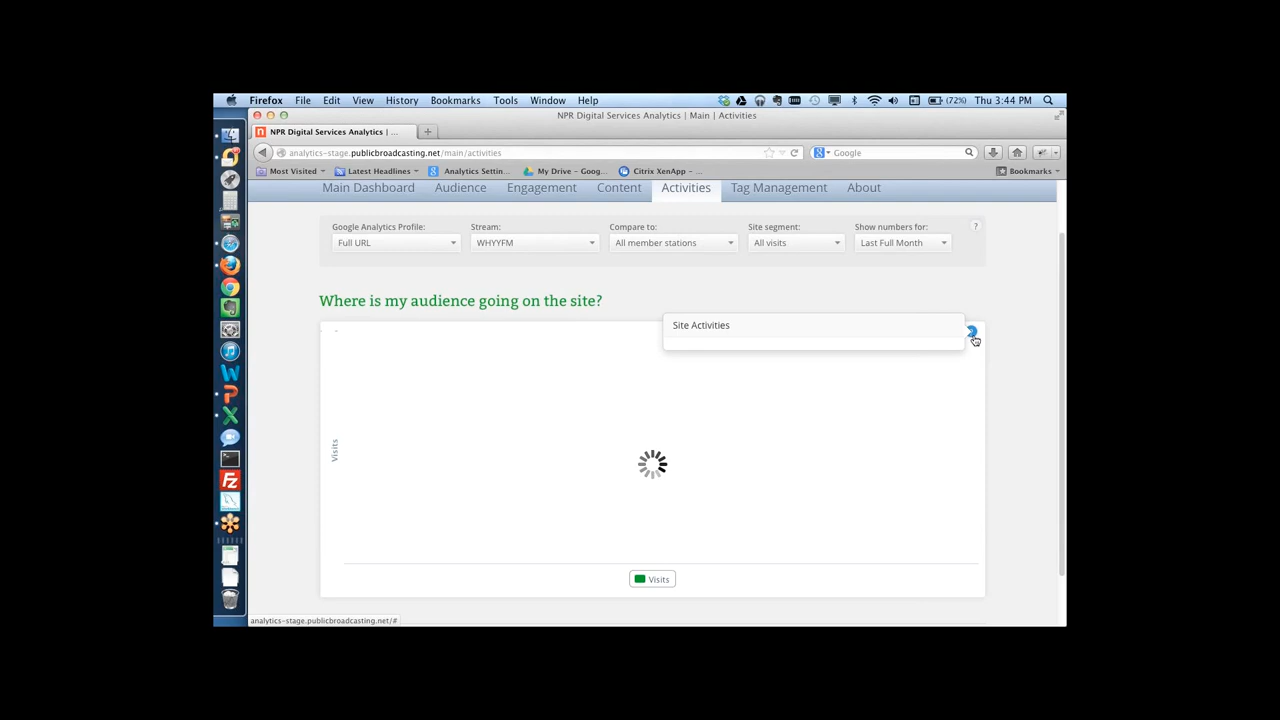 Firefox File Edit View History Bookmarks Tools Window Help (72%) Thu 3:44 PM
NPR Digital Services Analytics | Main | Activities
NPR Digital Services Analytics | ...
analytics-stage.publicbroadcasting.net/main/activities Google
Most Visited Latest Headlines Analytics Settin... My Drive – Goog... Citrix XenApp – ... Bookmarks
Main Dashboard Audience Engagement Content Activities Tag Management About
Google Analytics Profile: Stream: Compare to: Site segment: Show numbers for: ?
Full URL WHYYFM All member stations All visits Last Full Month
Where is my audience going on the site?
Site Activities
Visits
Visits
analytics-stage.publicbroadcasting.net/#